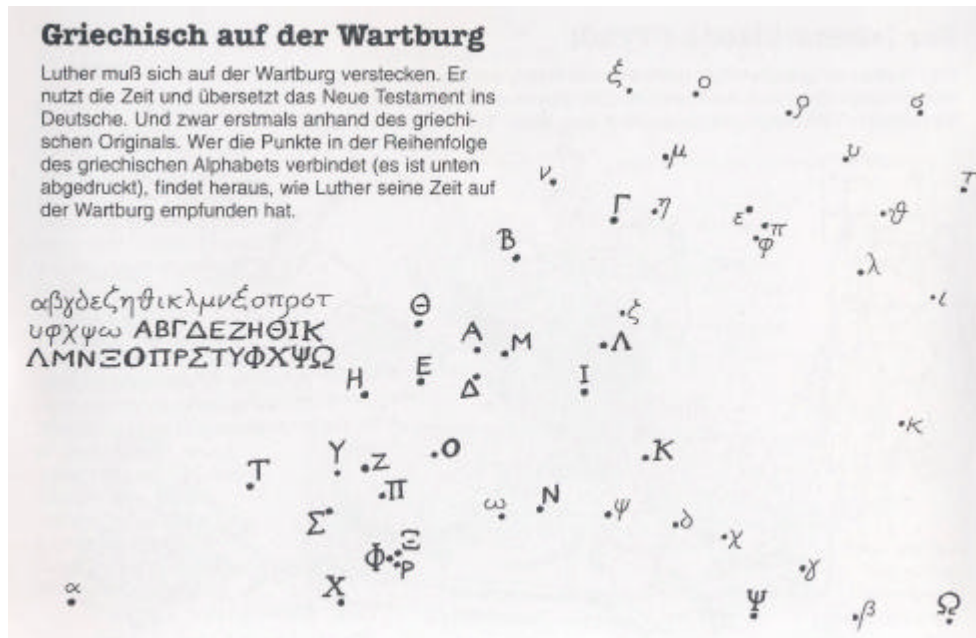 Griechisch auf der Wartburg
Luther muß sich auf der Wartburg verstecken. Er
nutzt die Zeit und übersetzt das Neue Testament ins
Deutsche. Und zwar erstmals anhand des griechi-
schen Originals. Wer die Punkte in der Reihenfolge
des griechischen Alphabets verbindet (es ist unten
abgedruckt), findet heraus, wie Luther seine Zeit auf
der Wartburg empfunden hat.
αβγδεζηθικλμνξοπρστ
υφχψω ΑΒΓΔΕΖΗΘΙΚ
ΛΜΝΞΟΠΡΣΤΥΦΧΨΩ
ξ
ο
ρ
σ
μ
υ
ν
τ
Γ
η
ε
π
φ
θ
Β
λ
ι
Θ
ζ
Α
Μ
Λ
Η
Ε
Δ
Ι
κ
Υ
Ζ
Ο
Κ
Τ
Π
ω
Ν
ψ
δ
Σ
χ
Φ
Ξ
Ρ
γ
α
Χ
Ψ
β
Ω